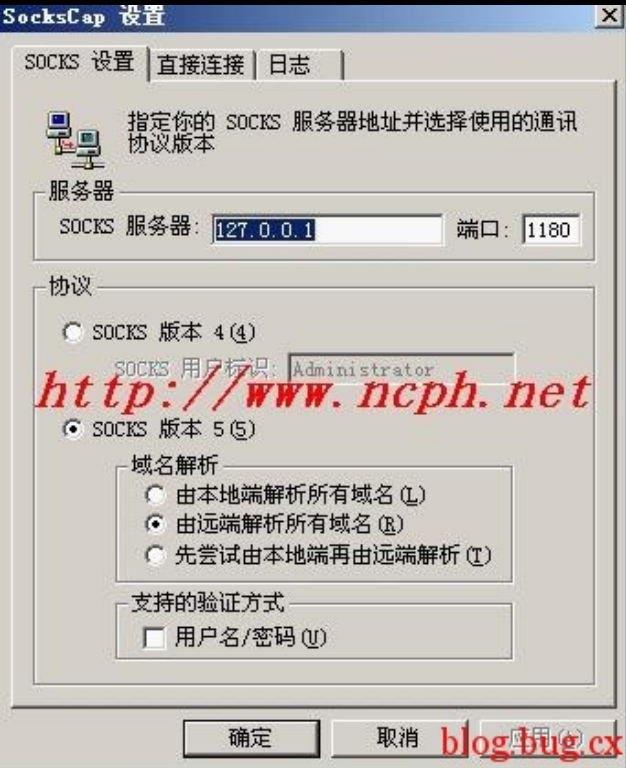 SocksCap 设置
SOCKS 设置 直接连接 日志
指定你的 SOCKS 服务器地址并选择使用的通讯
协议版本
服务器
SOCKS 服务器: 127.0.0.1 端口: 1180
协议
SOCKS 版本 4(4)
SOCKS 用户标识: Administrator
http://www.ncph.net
SOCKS 版本 5(5)
域名解析
由本地端解析所有域名(L)
由远端解析所有域名(R)
先尝试由本地端再由远端解析(T)
支持的验证方式
用户名/密码(U)
确定 取消 应用(A)
blog.bug.cx